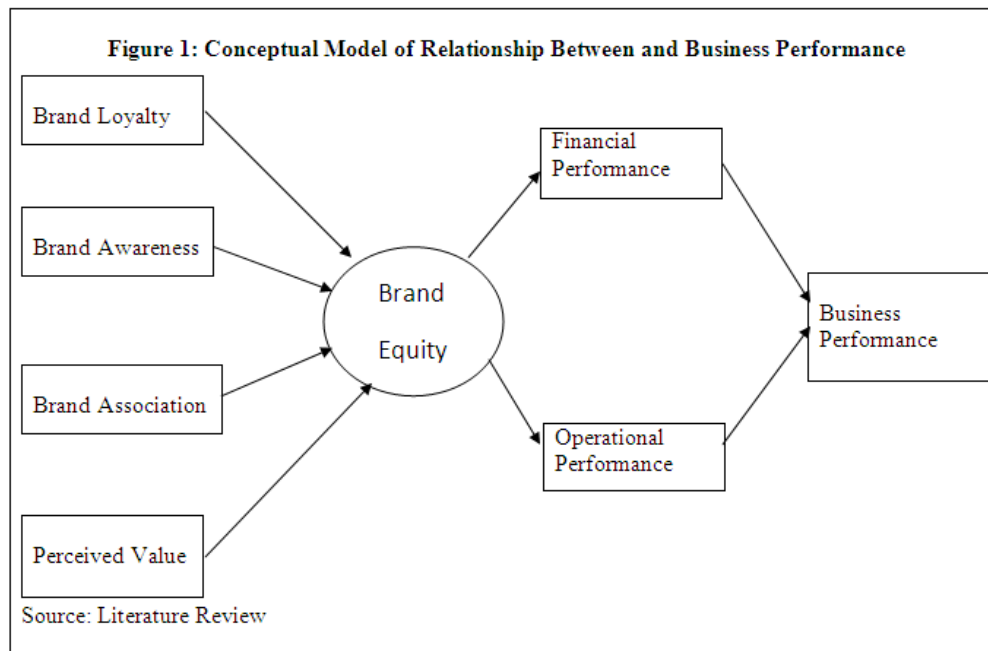 Figure 1: Conceptual Model of Relationship Between and Business Performance
Brand Loyalty
Brand Awareness
Brand Association
Perceived Value
Brand
Equity
Financial
Performance
Operational
Performance
Business
Performance
Source: Literature Review